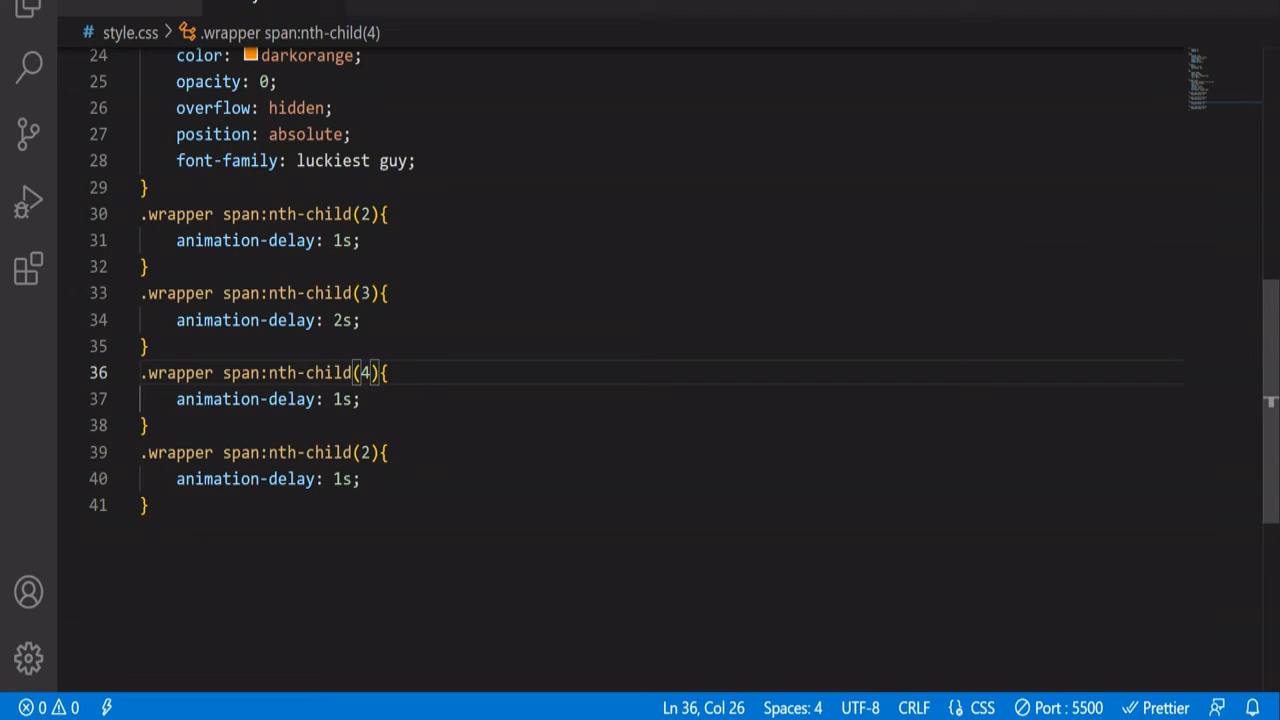 # style.css > .wrapper span:nth-child(4)
24 color: darkorange;
25 opacity: 0;
26 overflow: hidden;
27 position: absolute;
28 font-family: luckiest guy;
29 }
30 .wrapper span:nth-child(2){
31 animation-delay: 1s;
32 }
33 .wrapper span:nth-child(3){
34 animation-delay: 2s;
35 }
36 .wrapper span:nth-child(4){
37 animation-delay: 1s;
38 }
39 .wrapper span:nth-child(2){
40 animation-delay: 1s;
41 }
0 0 Ln 36, Col 26 Spaces: 4 UTF-8 CRLF CSS Port : 5500 Prettier